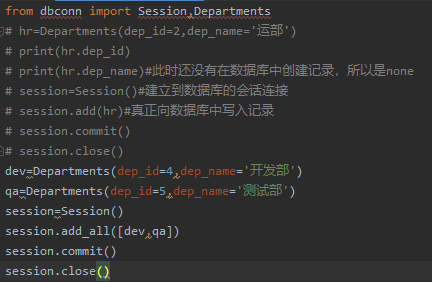 from dbconn import Session,Departments
# hr=Departments(dep_id=2,dep_name='运部')
# print(hr.dep_id)
# print(hr.dep_name)#此时还没有在数据库中创建记录，所以是none
# session=Session()#建立到数据库的会话连接
# session.add(hr)#真正向数据库中写入记录
# session.commit()
# session.close()
dev=Departments(dep_id=4,dep_name='开发部')
qa=Departments(dep_id=5,dep_name='测试部')
session=Session()
session.add_all([dev,qa])
session.commit()
session.close()